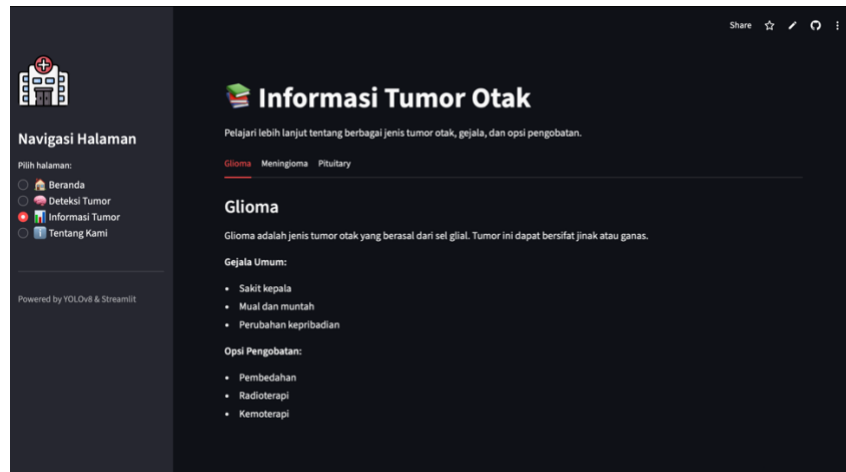 Share
Navigasi Halaman
Pilih halaman:
Beranda
Deteksi Tumor
Informasi Tumor
Tentang Kami
Powered by YOLOv8 & Streamlit
Informasi Tumor Otak
Pelajari lebih lanjut tentang berbagai jenis tumor otak, gejala, dan opsi pengobatan.
Glioma Meningioma Pituitary
Glioma
Glioma adalah jenis tumor otak yang berasal dari sel glial. Tumor ini dapat bersifat jinak atau ganas.
Gejala Umum:
• Sakit kepala
• Mual dan muntah
• Perubahan kepribadian
Opsi Pengobatan:
• Pembedahan
• Radioterapi
• Kemoterapi